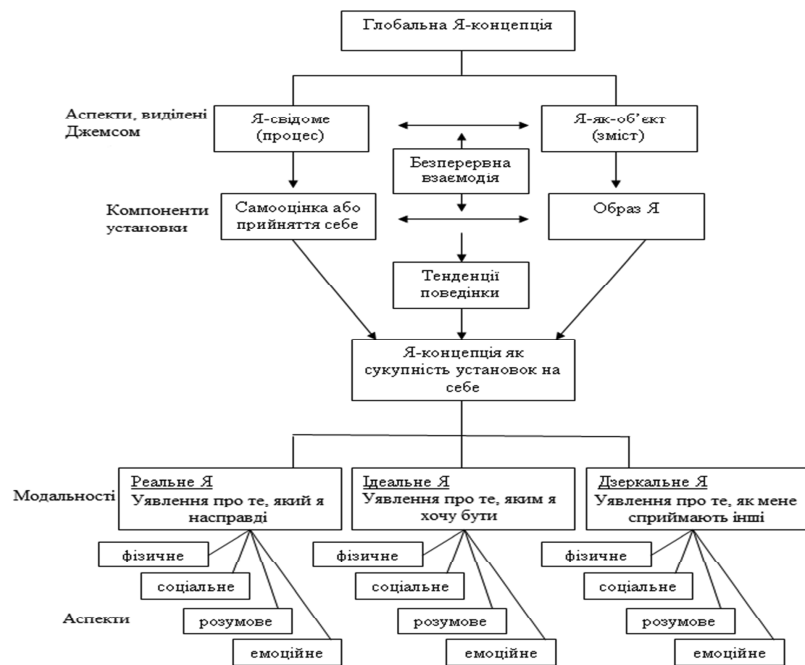 Глобальна Я-концепція
Аспекти, виділені
Джемсом
Я-свідоме
(процес)
Я-як-об’єкт
(зміст)
Безперервна
взаємодія
Компоненти
установки
Самооцінка або
прийняття себе
Образ Я
Тенденції
поведінки
Я-концепція як
сукупність установок на
себе
Модальності
Реальне Я
Уявлення про те, який я
насправді
Ідеальне Я
Уявлення про те, яким я
хочу бути
Дзеркальне Я
Уявлення про те, як мене
сприймають інші
фізичне
фізичне
фізичне
соціальне
соціальне
соціальне
Аспекти
розумове
розумове
розумове
емоційне
емоційне
емоційне